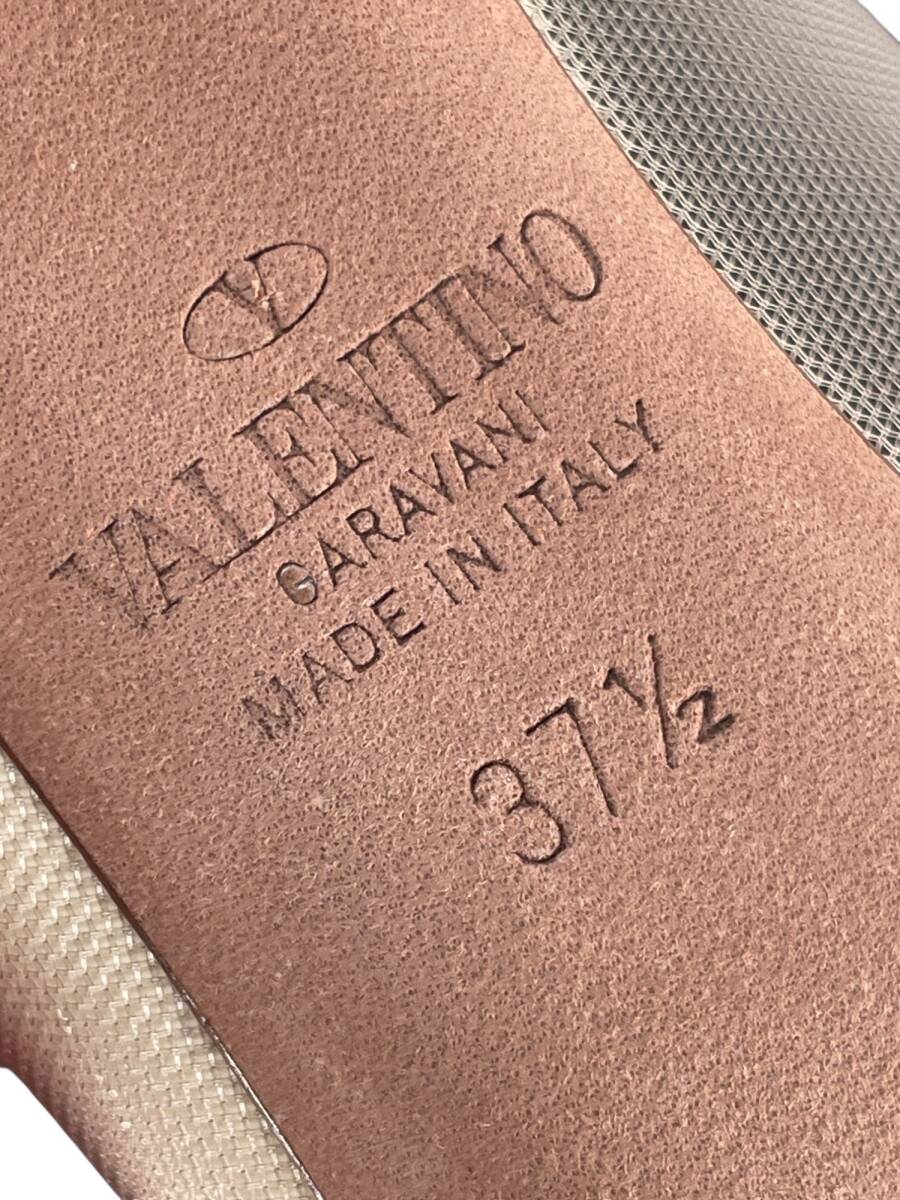 V
VALENTINO
GARAVANI
MADE IN ITALY
37½